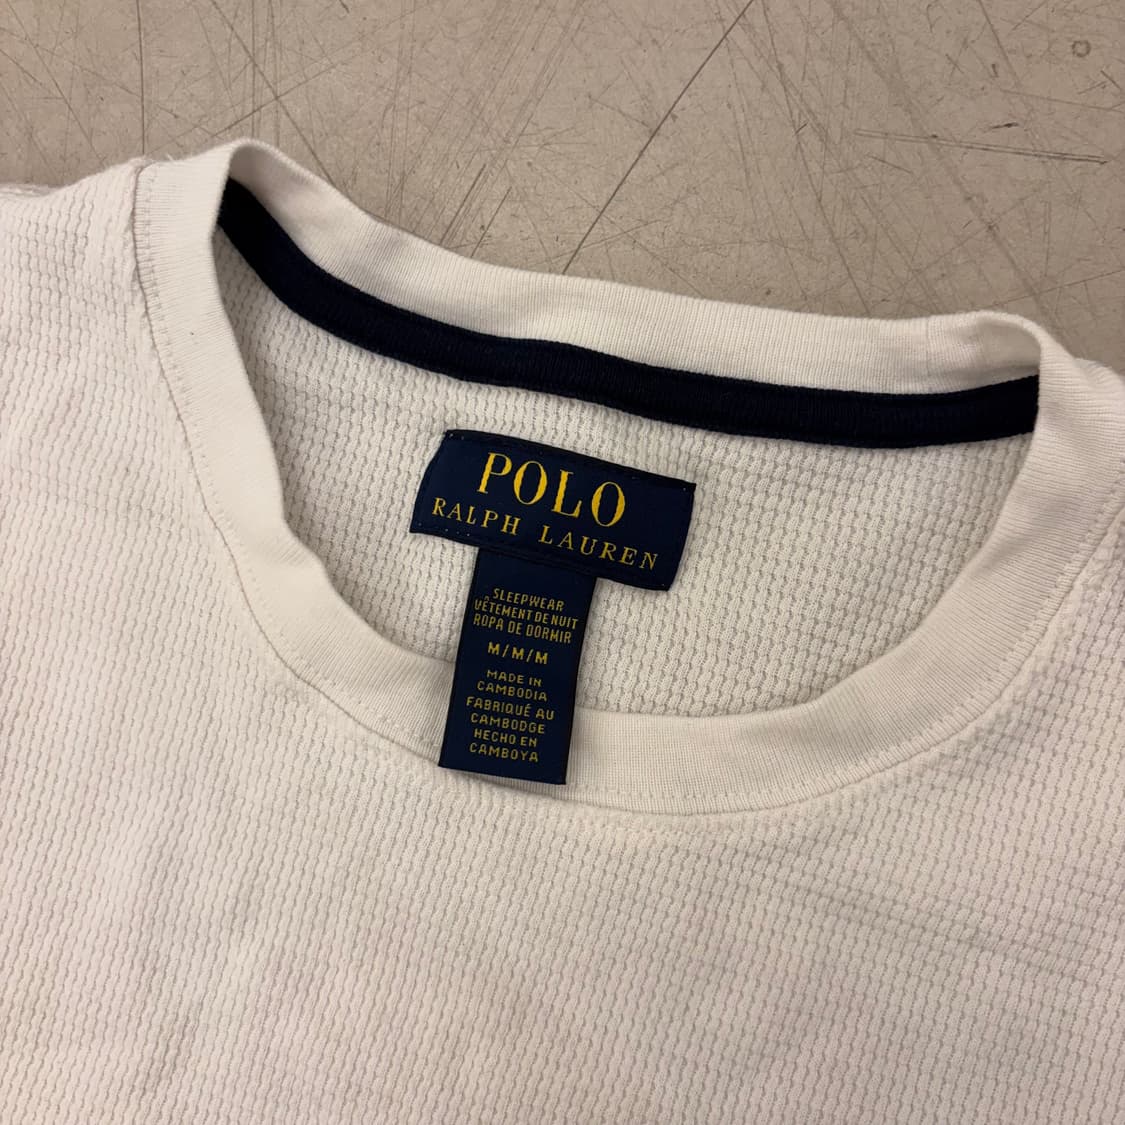 POLO
RALPH LAUREN
SLEEPWEAR
VÊTEMENT DE NUIT
ROPA DE DORMIR
M/M/M
MADE IN
CAMBODIA
FABRIQUÉ AU
CAMBODGE
HECHO EN
CAMBOYA